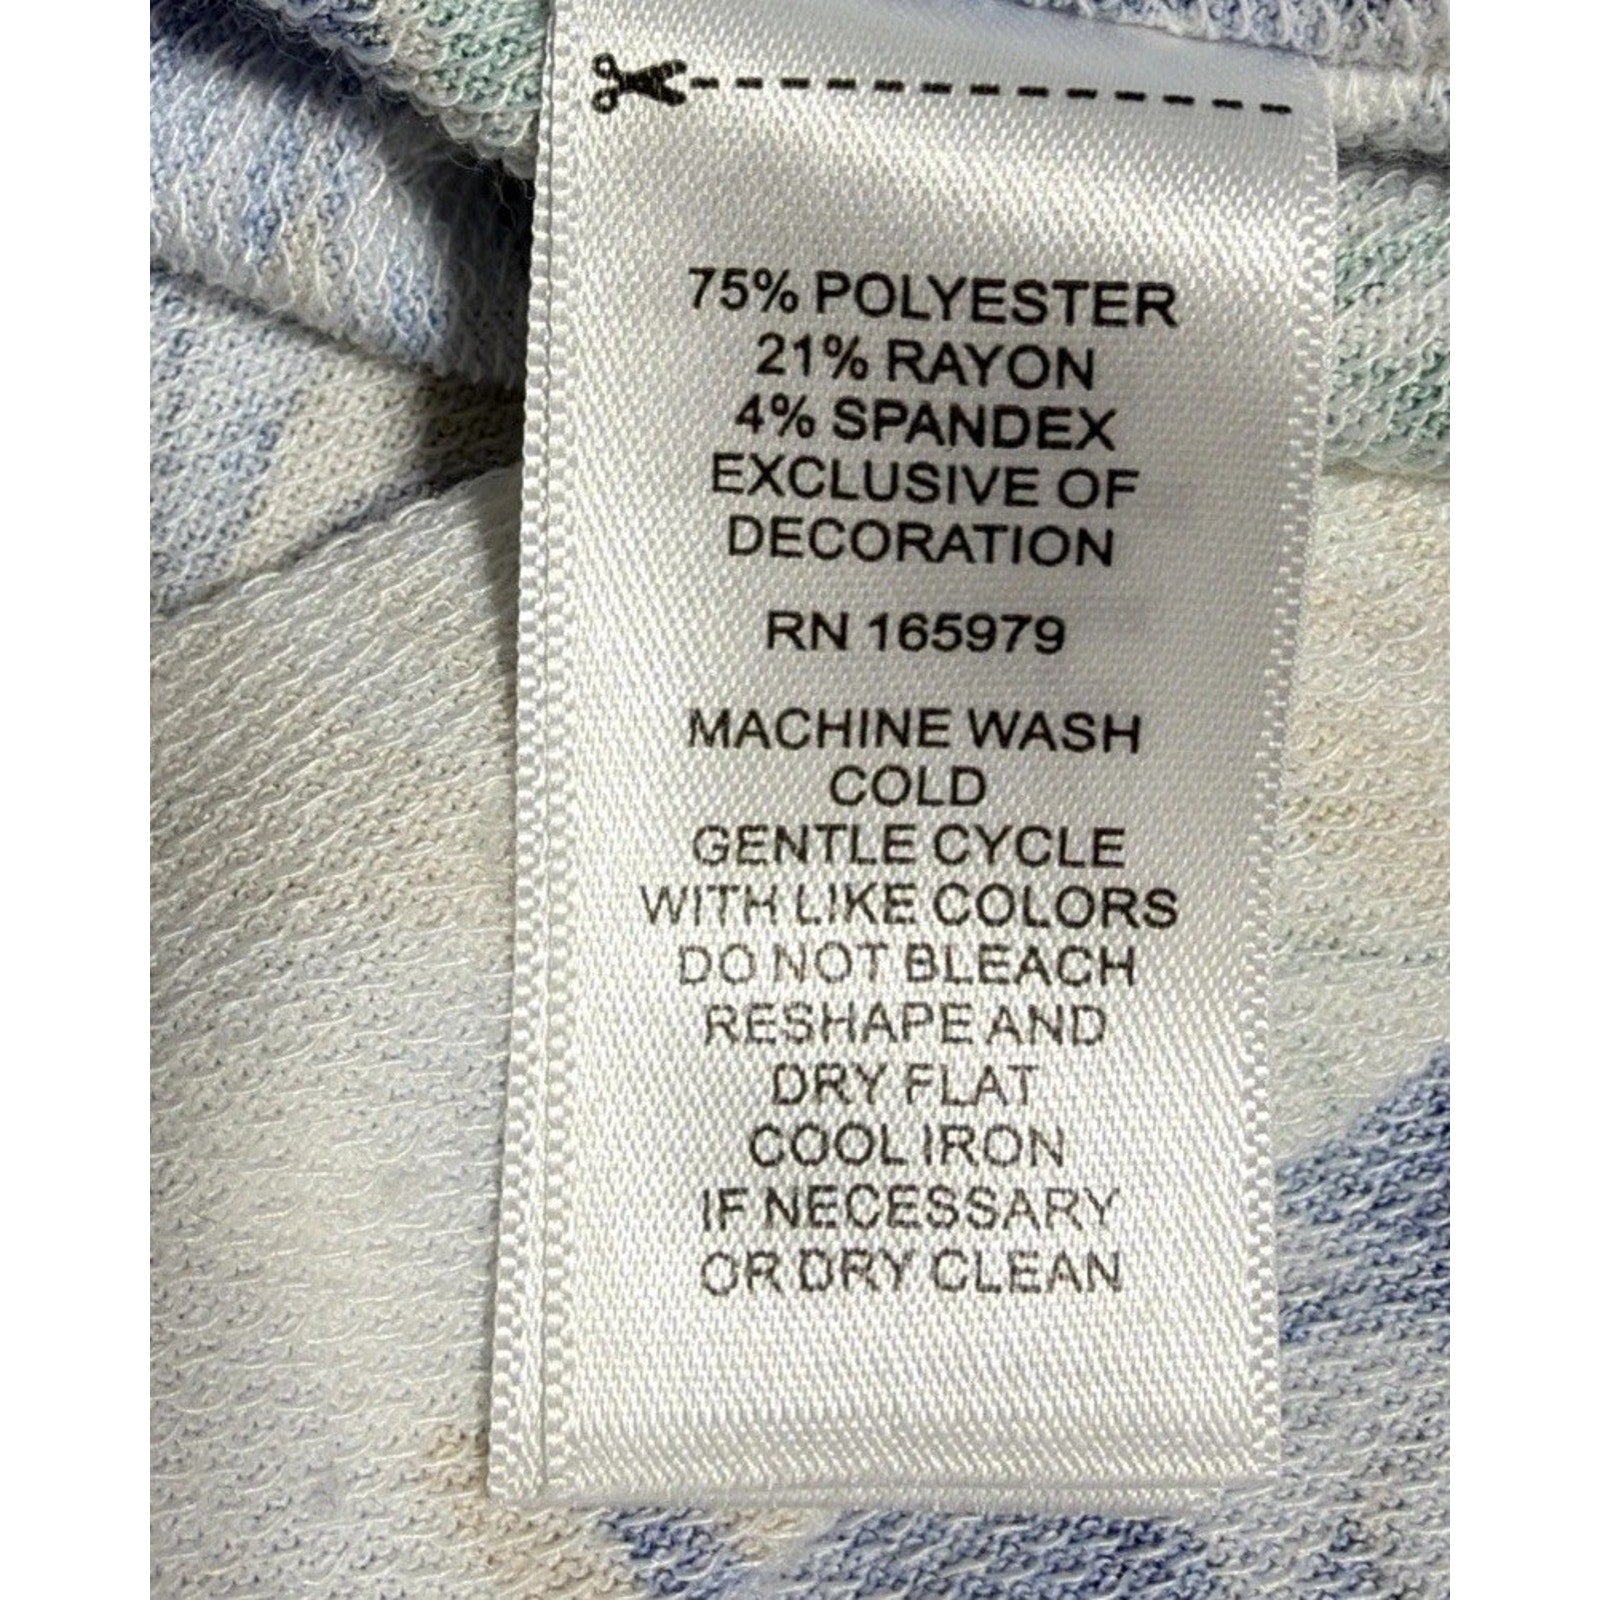 75% POLYESTER
21% RAYON
4% SPANDEX
EXCLUSIVE OF
DECORATION
RN 165979
MACHINE WASH
COLD
GENTLE CYCLE
WITH LIKE COLORS
DO NOT BLEACH
RESHAPE AND
DRY FLAT
COOL IRON
IF NECESSARY
OR DRY CLEAN